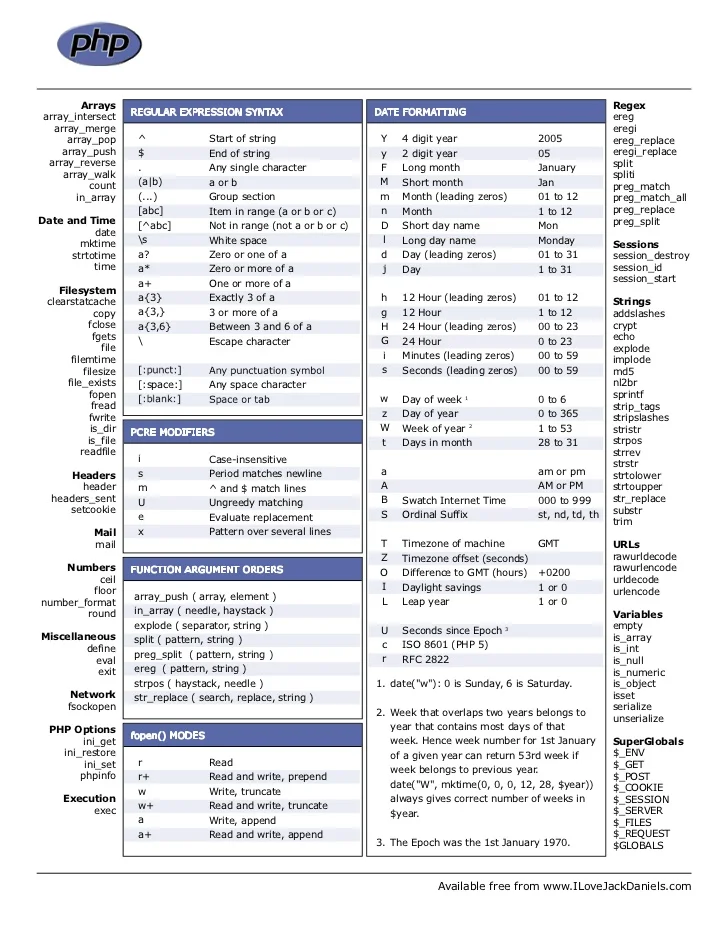 php
Arrays
array_intersect
array_merge
array_pop
array_push
array_reverse
array_walk
count
in_array
Date and Time
date
mktime
strtotime
time
Filesystem
clearstatcache
copy
fclose
fgets
file
filemtime
filesize
file_exists
fopen
fread
fwrite
is_dir
is_file
readfile
Headers
header
headers_sent
setcookie
Mail
mail
Numbers
ceil
floor
number_format
round
Miscellaneous
define
eval
exit
Network
fsockopen
PHP Options
ini_get
ini_restore
ini_set
phpinfo
Execution
exec
REGULAR EXPRESSION SYNTAX
^ Start of string
$ End of string
. Any single character
(a|b) a or b
(...) Group section
[abc] Item in range (a or b or c)
[^abc] Not in range (not a or b or c)
\s White space
a? Zero or one of a
a* Zero or more of a
a+ One or more of a
a{3} Exactly 3 of a
a{3,} 3 or more of a
a{3,6} Between 3 and 6 of a
\ Escape character
[:punct:] Any punctuation symbol
[:space:] Any space character
[:blank:] Space or tab
PCRE MODIFIERS
i Case-insensitive
s Period matches newline
m ^ and $ match lines
U Ungreedy matching
e Evaluate replacement
x Pattern over several lines
FUNCTION ARGUMENT ORDERS
array_push ( array, element )
in_array ( needle, haystack )
explode ( separator, string )
split ( pattern, string )
preg_split ( pattern, string )
ereg ( pattern, string )
strpos ( haystack, needle )
str_replace ( search, replace, string )
fopen() MODES
r Read
r+ Read and write, prepend
w Write, truncate
w+ Read and write, truncate
a Write, append
a+ Read and write, append
DATE FORMATTING
Y 4 digit year 2005
y 2 digit year 05
F Long month January
M Short month Jan
m Month (leading zeros) 01 to 12
n Month 1 to 12
D Short day name Mon
l Long day name Monday
d Day (leading zeros) 01 to 31
j Day 1 to 31
h 12 Hour (leading zeros) 01 to 12
g 12 Hour 1 to 12
H 24 Hour (leading zeros) 00 to 23
G 24 Hour 0 to 23
i Minutes (leading zeros) 00 to 59
s Seconds (leading zeros) 00 to 59
w Day of week 1 0 to 6
z Day of year 0 to 365
W Week of year 2 1 to 53
t Days in month 28 to 31
a am or pm
A AM or PM
B Swatch Internet Time 000 to 999
S Ordinal Suffix st, nd, td, th
T Timezone of machine GMT
Z Timezone offset (seconds)
O Difference to GMT (hours) +0200
I Daylight savings 1 or 0
L Leap year 1 or 0
U Seconds since Epoch 3
c ISO 8601 (PHP 5)
r RFC 2822
1. date("w"): 0 is Sunday, 6 is Saturday.
2. Week that overlaps two years belongs to
year that contains most days of that
week. Hence week number for 1st January
of a given year can return 53rd week if
week belongs to previous year.
date("W", mktime(0, 0, 0, 12, 28, $year))
always gives correct number of weeks in
$year.
3. The Epoch was the 1st January 1970.
Regex
ereg
eregi
ereg_replace
eregi_replace
split
spliti
preg_match
preg_match_all
preg_replace
preg_split
Sessions
session_destroy
session_id
session_start
Strings
addslashes
crypt
echo
explode
implode
md5
nl2br
sprintf
strip_tags
stripslashes
stristr
strpos
strrev
strstr
strtolower
strtoupper
str_replace
substr
trim
URLs
rawurldecode
rawurlencode
urldecode
urlencode
Variables
empty
is_array
is_int
is_null
is_numeric
is_object
isset
serialize
unserialize
SuperGlobals
$_ENV
$_GET
$_POST
$_COOKIE
$_SESSION
$_SERVER
$_FILES
$_REQUEST
$GLOBALS
Available free from www.ILoveJackDaniels.com